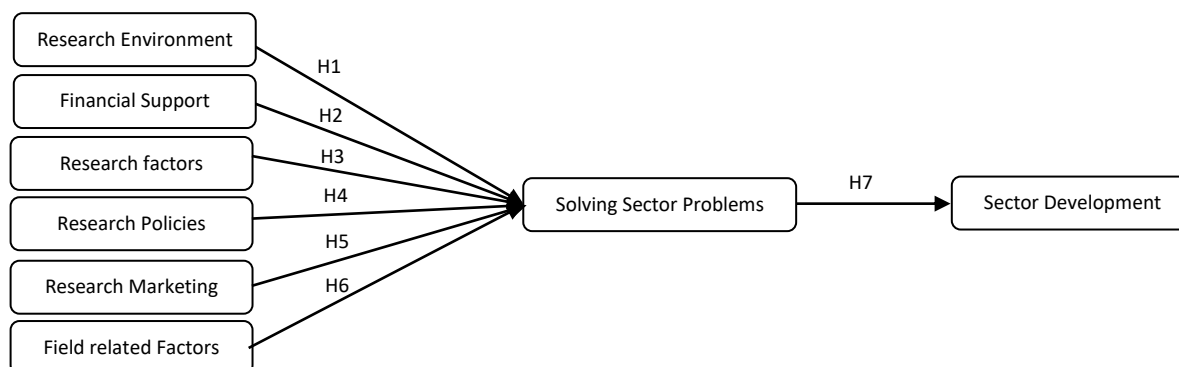 Research Environment
H1
Financial Support
H2
Research factors
H3
Research Policies
H4
Research Marketing
H5
Field related Factors
H6
Solving Sector Problems
H7
Sector Development